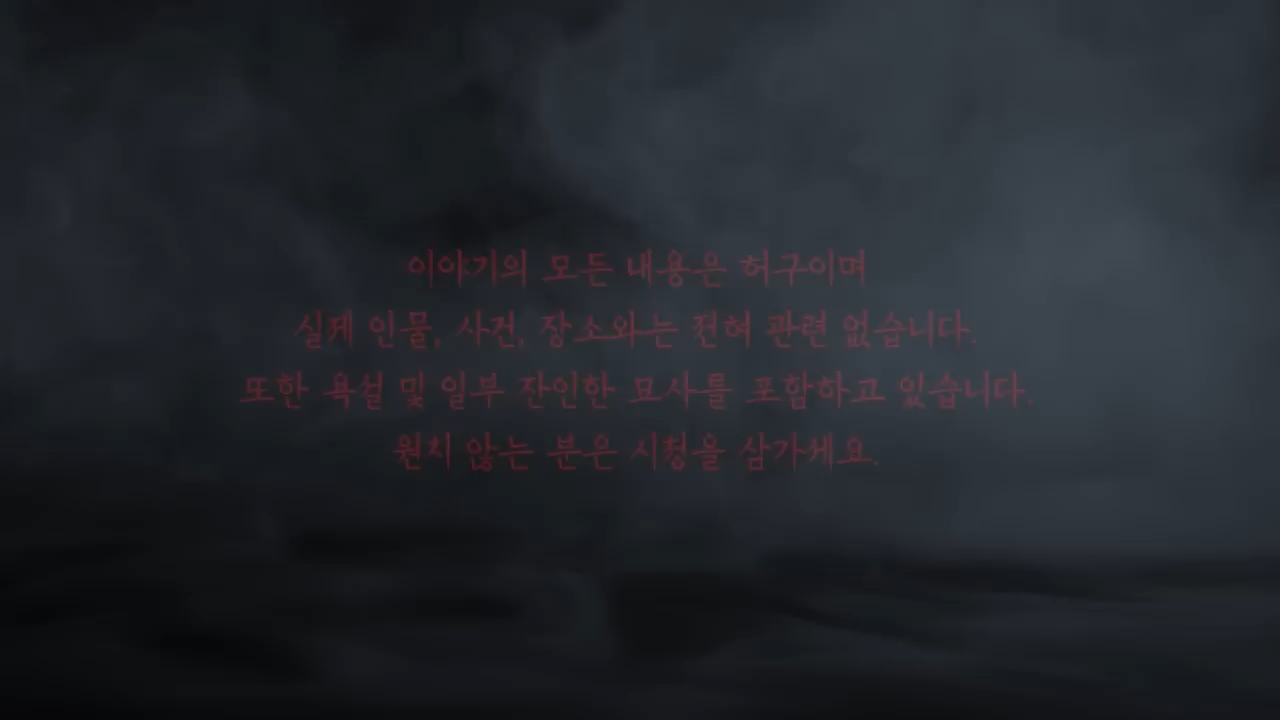 이야기의 모든 내용은 허구이며
실제 인물, 사건, 장소와는 전혀 관련 없습니다.
또한 욕설 및 일부 잔인한 묘사를 포함하고 있습니다.
원치 않는 분은 시청을 삼가세요.